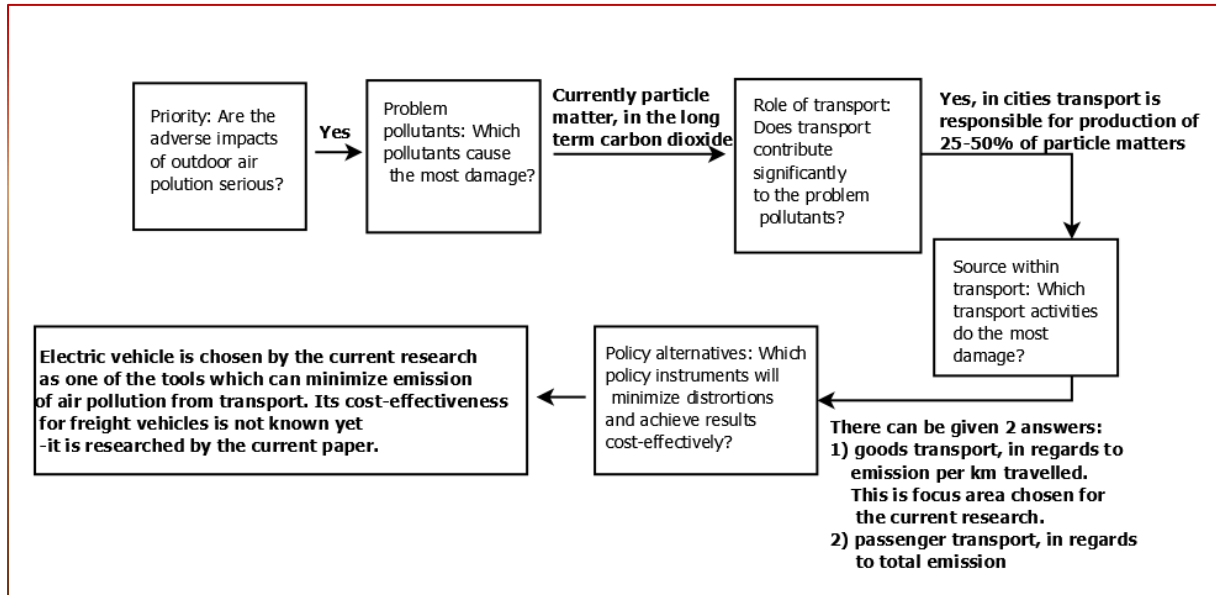 Priority: Are the
adverse impacts
of outdoor air
polution serious?
Yes
Problem
pollutants: Which
pollutants cause
the most damage?
Currently particle
matter, in the long
term carbon dioxide
Role of transport:
Does transport
contribute
significantly
to the problem
pollutants?
Yes, in cities transport is
responsible for production of
25-50% of particle matters
Source within
transport: Which
transport activities
do the most
damage?
There can be given 2 answers:
1) goods transport, in regards to
emission per km travelled.
This is focus area chosen for
the current research.
2) passenger transport, in regards
to total emission
Policy alternatives: Which
policy instruments will
minimize distrortions
and achieve results
cost-effectively?
Electric vehicle is chosen by the current research
as one of the tools which can minimize emission
of air pollution from transport. Its cost-effectiveness
for freight vehicles is not known yet
-it is researched by the current paper.